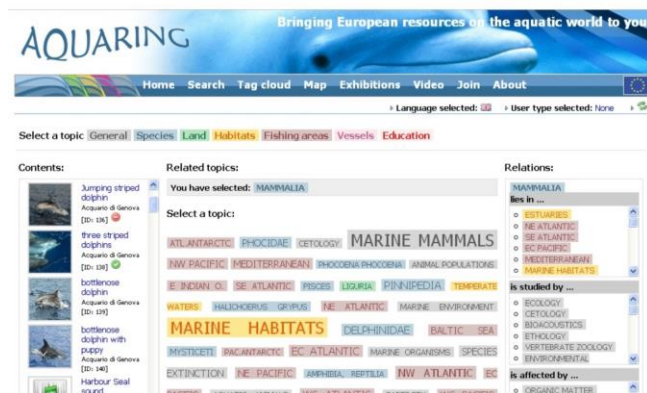 AQUARING
Bringing European resources on the aquatic world to you
Home Search Tag cloud Map Exhibitions Video Join About
Language selected: User type selected: None
Select a topic General Species Land Habitats Fishing areas Vessels Education
Contents:
Jumping striped
dolphin
Acquario di Genova
[ID: 136]
three striped
dolphins
Acquario di Genova
[ID: 138]
bottlenose
dolphin
Acquario di Genova
[ID: 139]
bottlenose
dolphin with
puppy
Acquario di Genova
[ID: 140]
Harbour Seal
sound
Related topics:
You have selected: MAMMALIA
Select a topic:
ATL ANTARCTC PHOCIDAE CETOLOGY MARINE MAMMALS
NW PACIFIC MEDITERRANEAN PHOCOENA PHOCOENA ANIMAL POPULATIONS
E INDIAN O. SE ATLANTIC PISCES LIGURIA PINNIPEDIA TEMPERATE
WATERS HALICHOERUS GRYPUS NE ATLANTIC MARINE ENVIRONMENT
MARINE HABITATS DELPHINIDAE BALTIC SEA
MYSTICETI PAC ANTARCTC EC ATLANTIC MARINE ORGANISMS SPECIES
EXTINCTION NE PACIFIC AMPHIBIA, REPTILIA NW ATLANTIC EC
Relations:
MAMMALIA
lies in ...
ESTUARIES
NE ATLANTIC
SE ATLANTIC
EC PACIFIC
MEDITERRANEAN
MARINE HABITATS
is studied by ...
ECOLOGY
CETOLOGY
BIOACOUSTICS
ETHOLOGY
VERTEBRATE ZOOLOGY
ENVIRONMENTAL
is affected by ...
ORGANIC MATTER